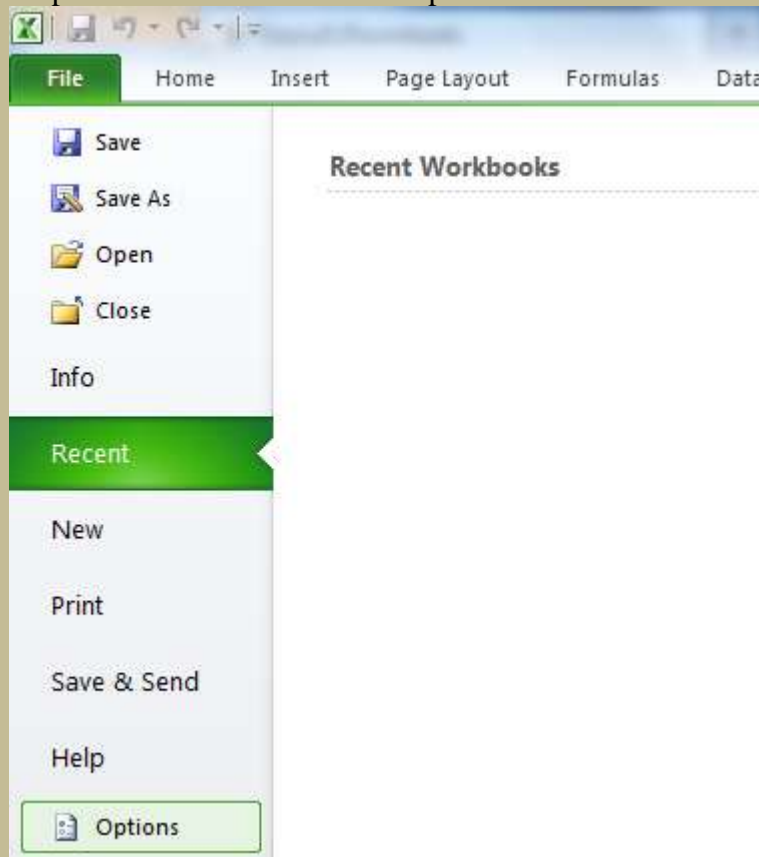 File Home Insert Page Layout Formulas Data
Save
Recent Workbooks
Save As
Open
Close
Info
Recent
New
Print
Save & Send
Help
Options